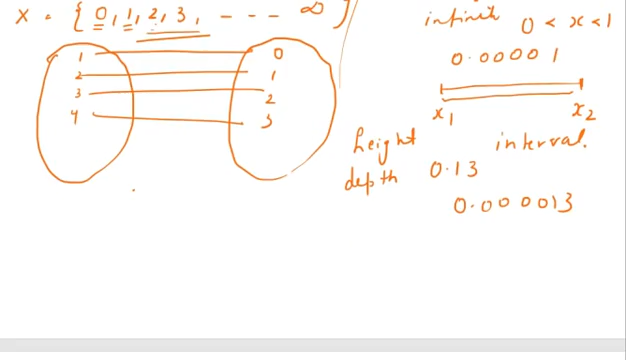 X = { 0, 1, 2, 3, - - - - ∞ }
1 0
2 1
3 2
4 3
infinite 0 < x < 1
0.00001
x1 x2
height interval.
depth 0.13
0.000013